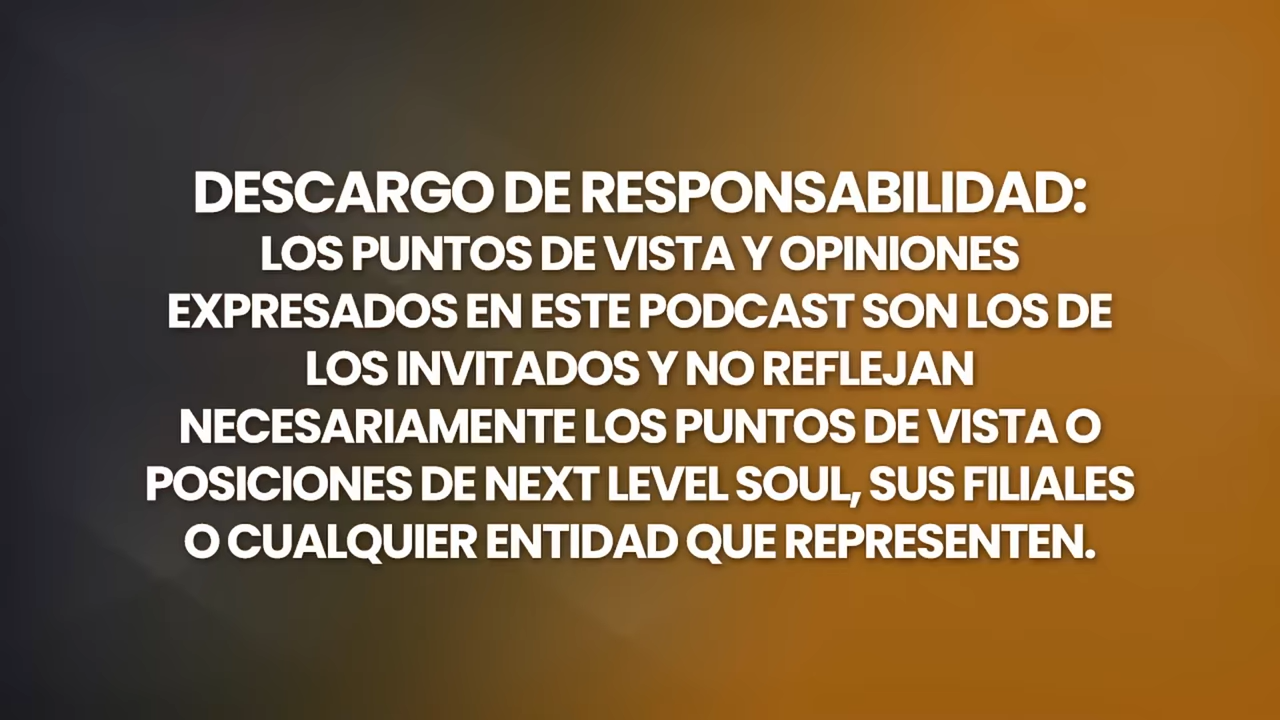 DESCARGO DE RESPONSABILIDAD:
LOS PUNTOS DE VISTA Y OPINIONES
EXPRESADOS EN ESTE PODCAST SON LOS DE
LOS INVITADOS Y NO REFLEJAN
NECESARIAMENTE LOS PUNTOS DE VISTA O
POSICIONES DE NEXT LEVEL SOUL, SUS FILIALES
O CUALQUIER ENTIDAD QUE REPRESENTEN.